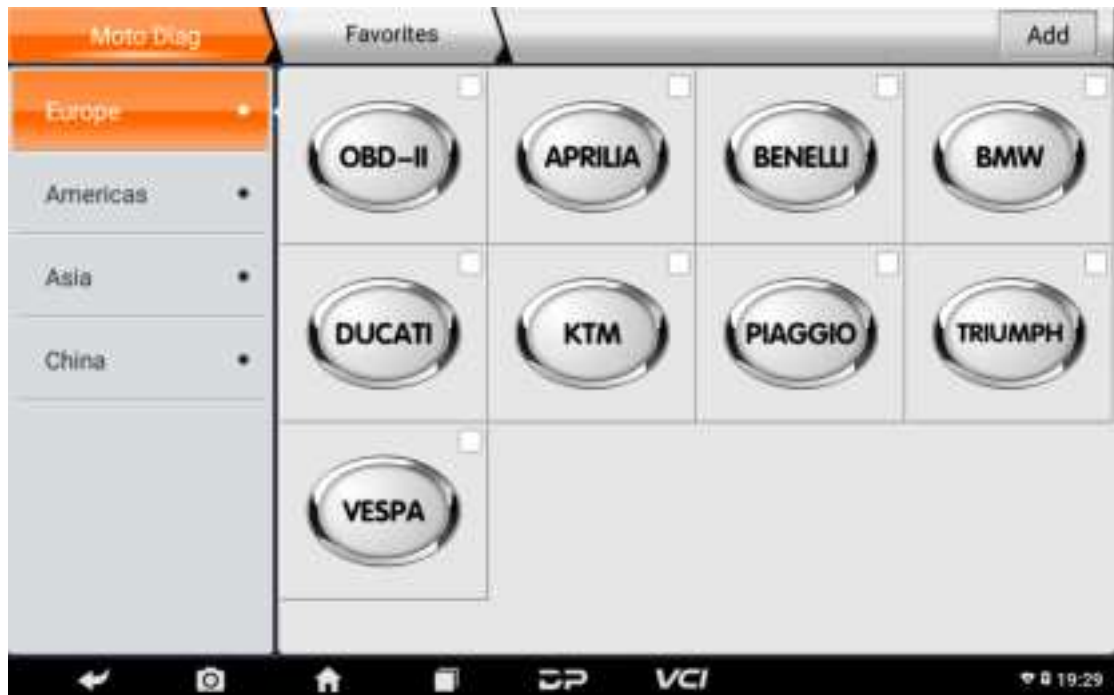 Moto Diag
Favorites
Add
Europe
Americas
Asia
China
OBD-II
APRILIA
BENELLI
BMW
DUCATI
KTM
PIAGGIO
TRIUMPH
VESPA
DP
VCI
19:29